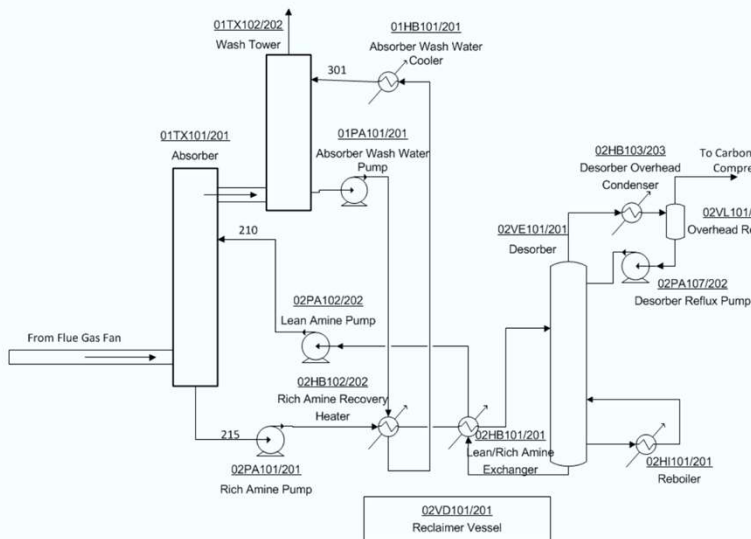 01TX102/202
Wash Tower
01HB101/201
Absorber Wash Water
Cooler
301
01TX101/201
Absorber
01PA101/201
Absorber Wash Water
Pump
02HB103/203
Desorber Overhead
Condenser
To Carbon
Compre
02VL101/
Overhead Re
02VE101/201
Desorber
210
02PA107/202
Desorber Reflux Pump
02PA102/202
Lean Amine Pump
From Flue Gas Fan
02HB102/202
Rich Amine Recovery
Heater
215
02PA101/201
Rich Amine Pump
02HB101/201
Lean/Rich Amine
Exchanger
02HI101/201
Reboiler
02VD101/201
Reclaimer Vessel